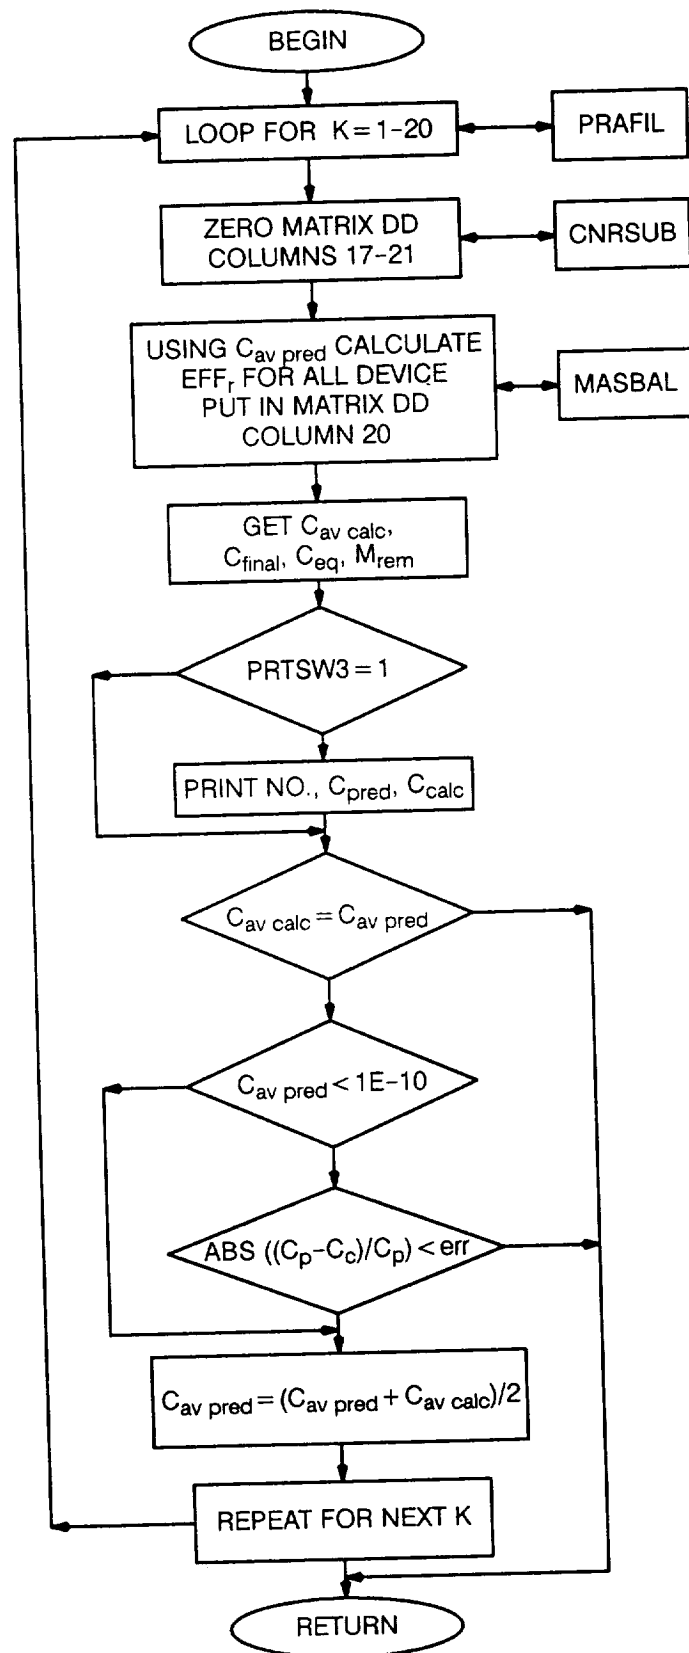 BEGIN
LOOP FOR K=1-20
PRAFIL
ZERO MATRIX DD
COLUMNS 17-21
CNRSUB
USING Cav pred CALCULATE
EFFr FOR ALL DEVICE
PUT IN MATRIX DD
COLUMN 20
MASBAL
GET Cav calc,
Cfinal, Ceq, Mrem
PRTSW3=1
PRINT NO., Cpred, Ccalc
Cav calc=Cav pred
Cav pred<1E-10
ABS ((Cp-Cc)/Cp)<err
Cav pred=(Cav pred+Cav calc)/2
REPEAT FOR NEXT K
RETURN